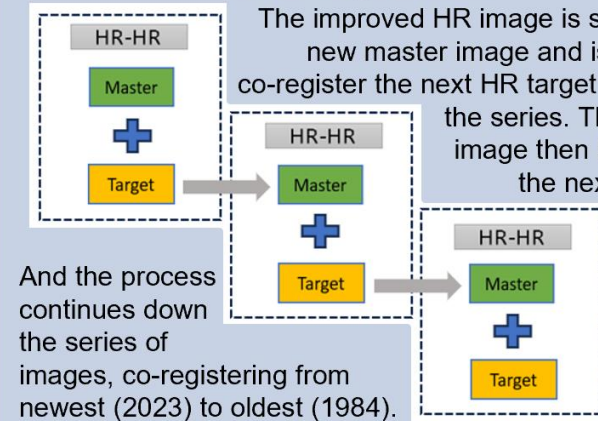 The improved HR image is
new master image and
co-register the next HR target
the series.
image then
the
HR-HR
Master
Target
HR-HR
Master
Target
HR-HR
Master
Target
And the process
continues down
the series of
images, co-registering from
newest (2023) to oldest (1984).